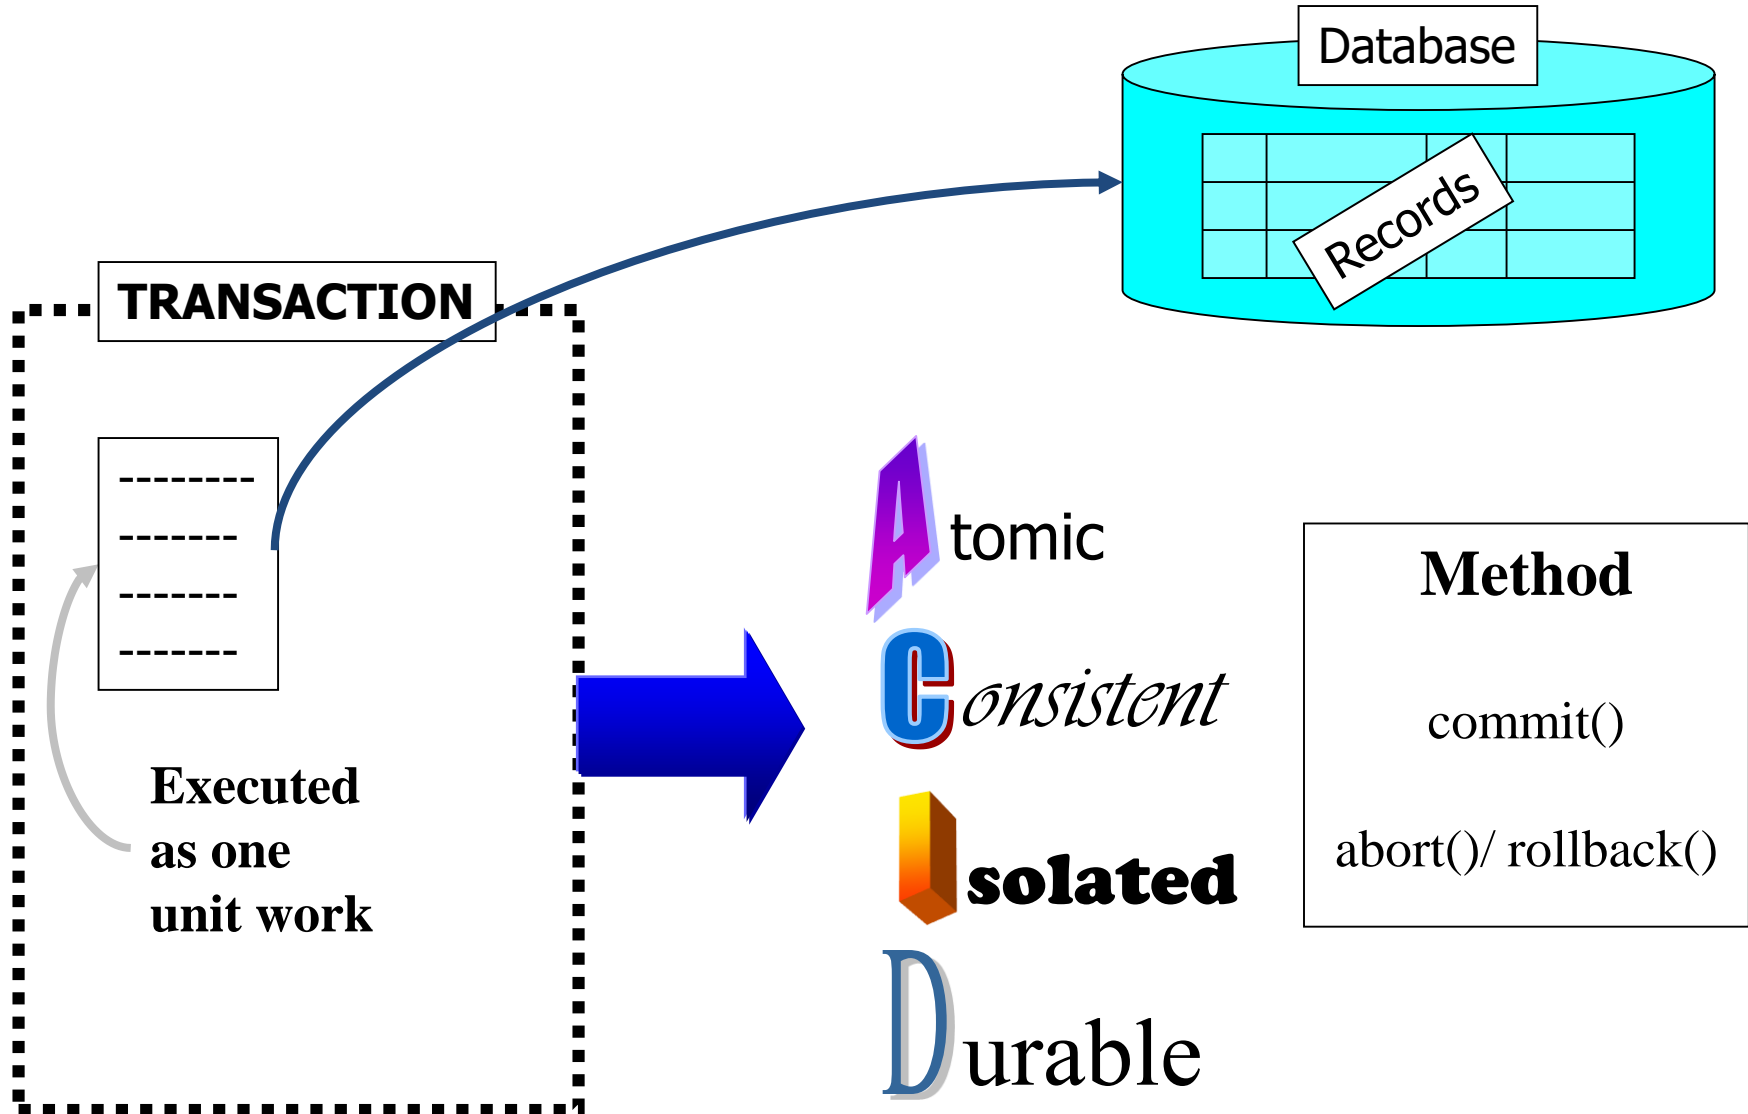 Database
Records
TRANSACTION
--------
-------
-------
-------
Executed
as one
unit work
Atomic
Consistent
Isolated
Durable
Method
commit()
abort()/ rollback()